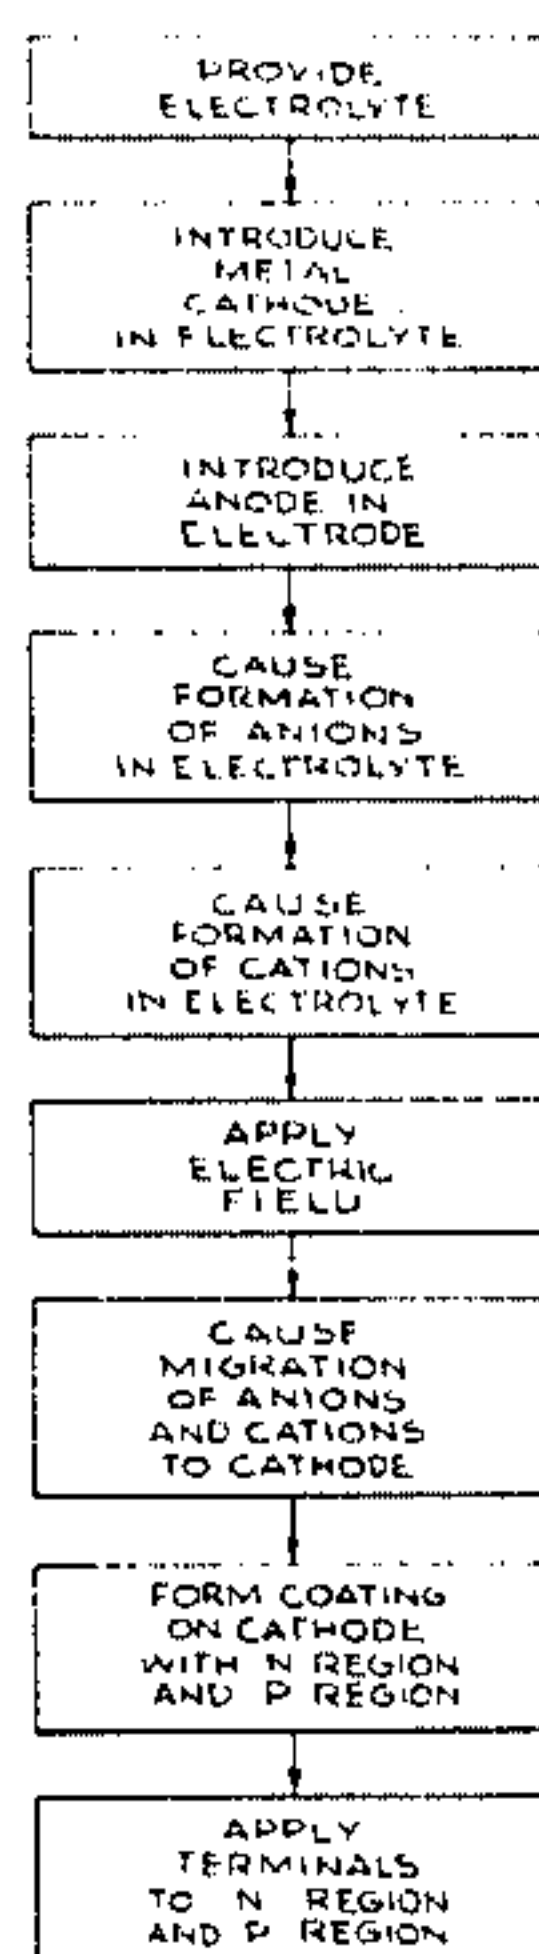 PROVIDE
ELECTROLYTE
INTRODUCE
METAL
CATHODE
IN ELECTROLYTE
INTRODUCE
ANODE IN
ELECTRODE
CAUSE
FORMATION
OF ANIONS
IN ELECTROLYTE
CAUSE
FORMATION
OF CATIONS
IN ELECTROLYTE
APPLY
ELECTRIC
FIELD
CAUSE
MIGRATION
OF ANIONS
AND CATIONS
TO CATHODE
FORM COATING
ON CATHODE
WITH N REGION
AND P REGION
APPLY
TERMINALS
TO N REGION
AND P REGION